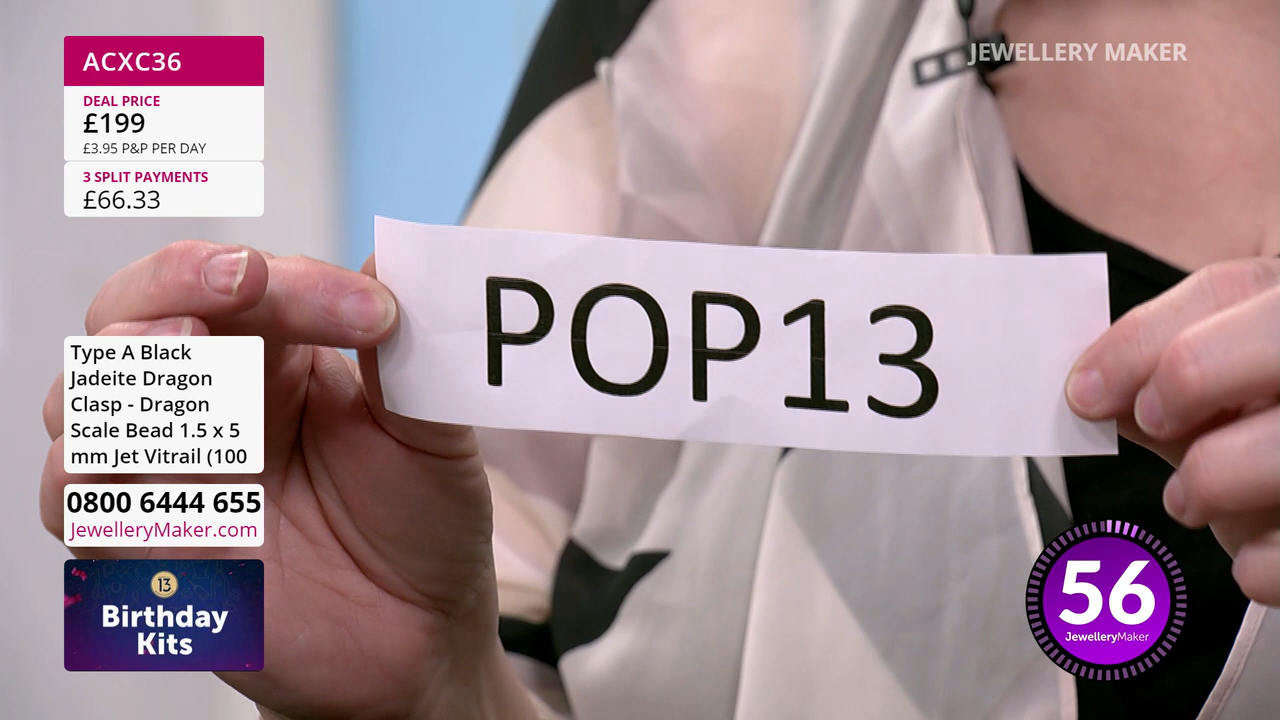 ACXC36
DEAL PRICE
£199
£3.95 P&P PER DAY
3 SPLIT PAYMENTS
£66.33
JEWELLERY MAKER
POP13
Type A Black
Jadeite Dragon
Clasp - Dragon
Scale Bead 1.5 x 5
mm Jet Vitrail (100
0800 6444 655
JewelleryMaker.com
13
Birthday
Kits
56
JewelleryMaker